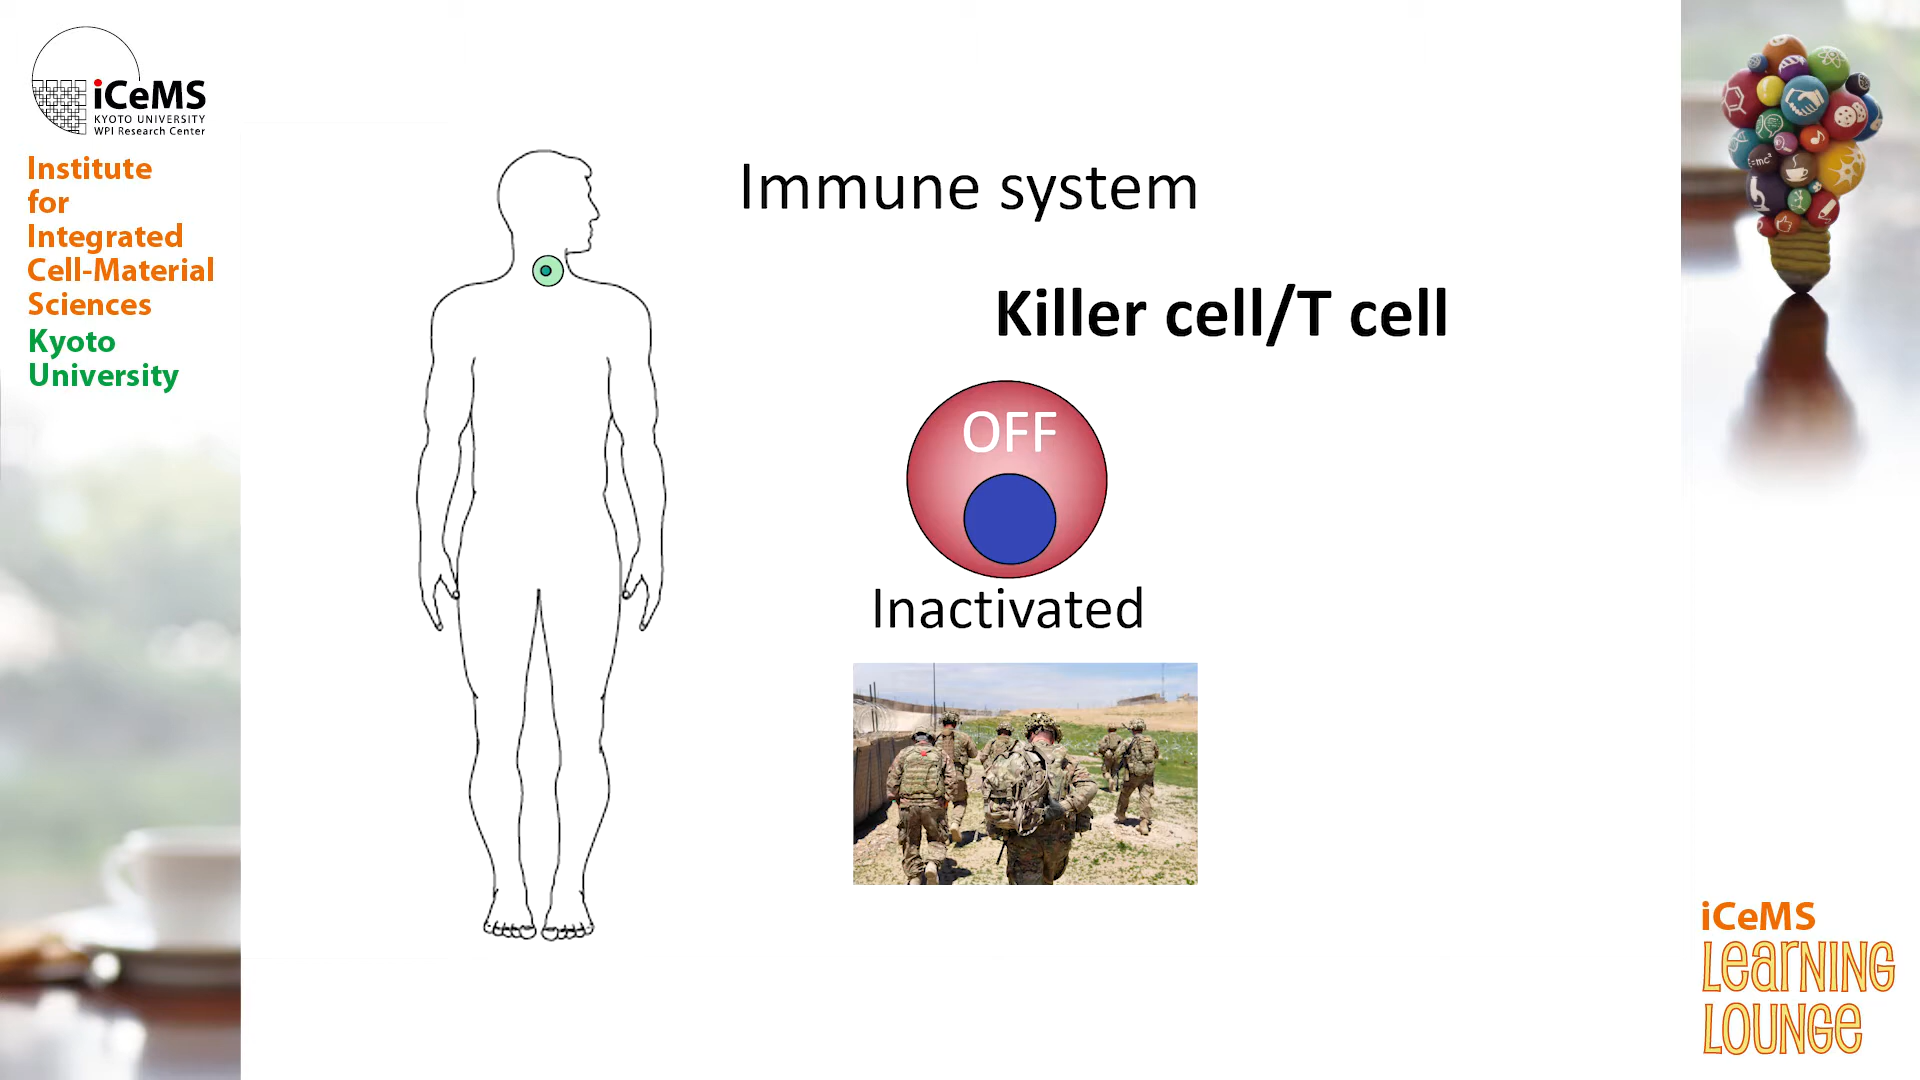 iCeMS
KYOTO UNIVERSITY
WPI Research Center
Institute
for
Integrated
Cell-Material
Sciences
Kyoto
University
Immune system
Killer cell/T cell
OFF
Inactivated
=mc²
iCeMS
LeaRNING
LOUNGe